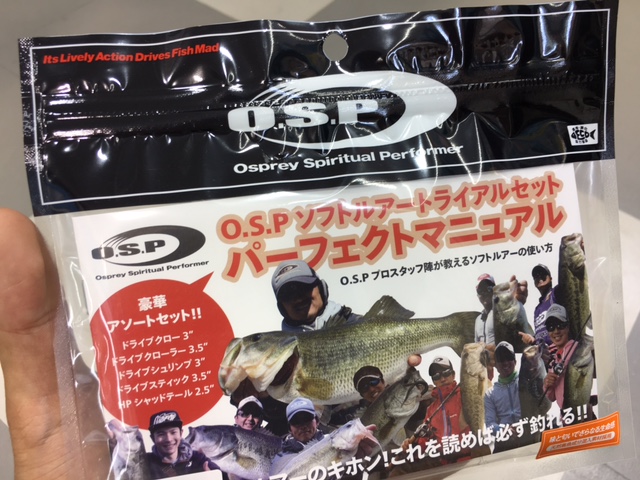 Its Lively Action Drives Fish Mad
O.S.P
Osprey Spiritual Performer
O.S.P
Osprey Spiritual Performer
O.S.P ソフトルアートライアルセット
パーフェクトマニュアル
O.S.P プロスタッフ陣が教えるソフトルアーの使い方
豪華
アソートセット!!
ドライブクロー 3"
ドライブクローラー 3.5"
ドライブシュリンプ 3"
ドライブスティック 3.5"
HP シャッドテール 2.5"
アーのキホン!これを読めば必ず釣れる!!